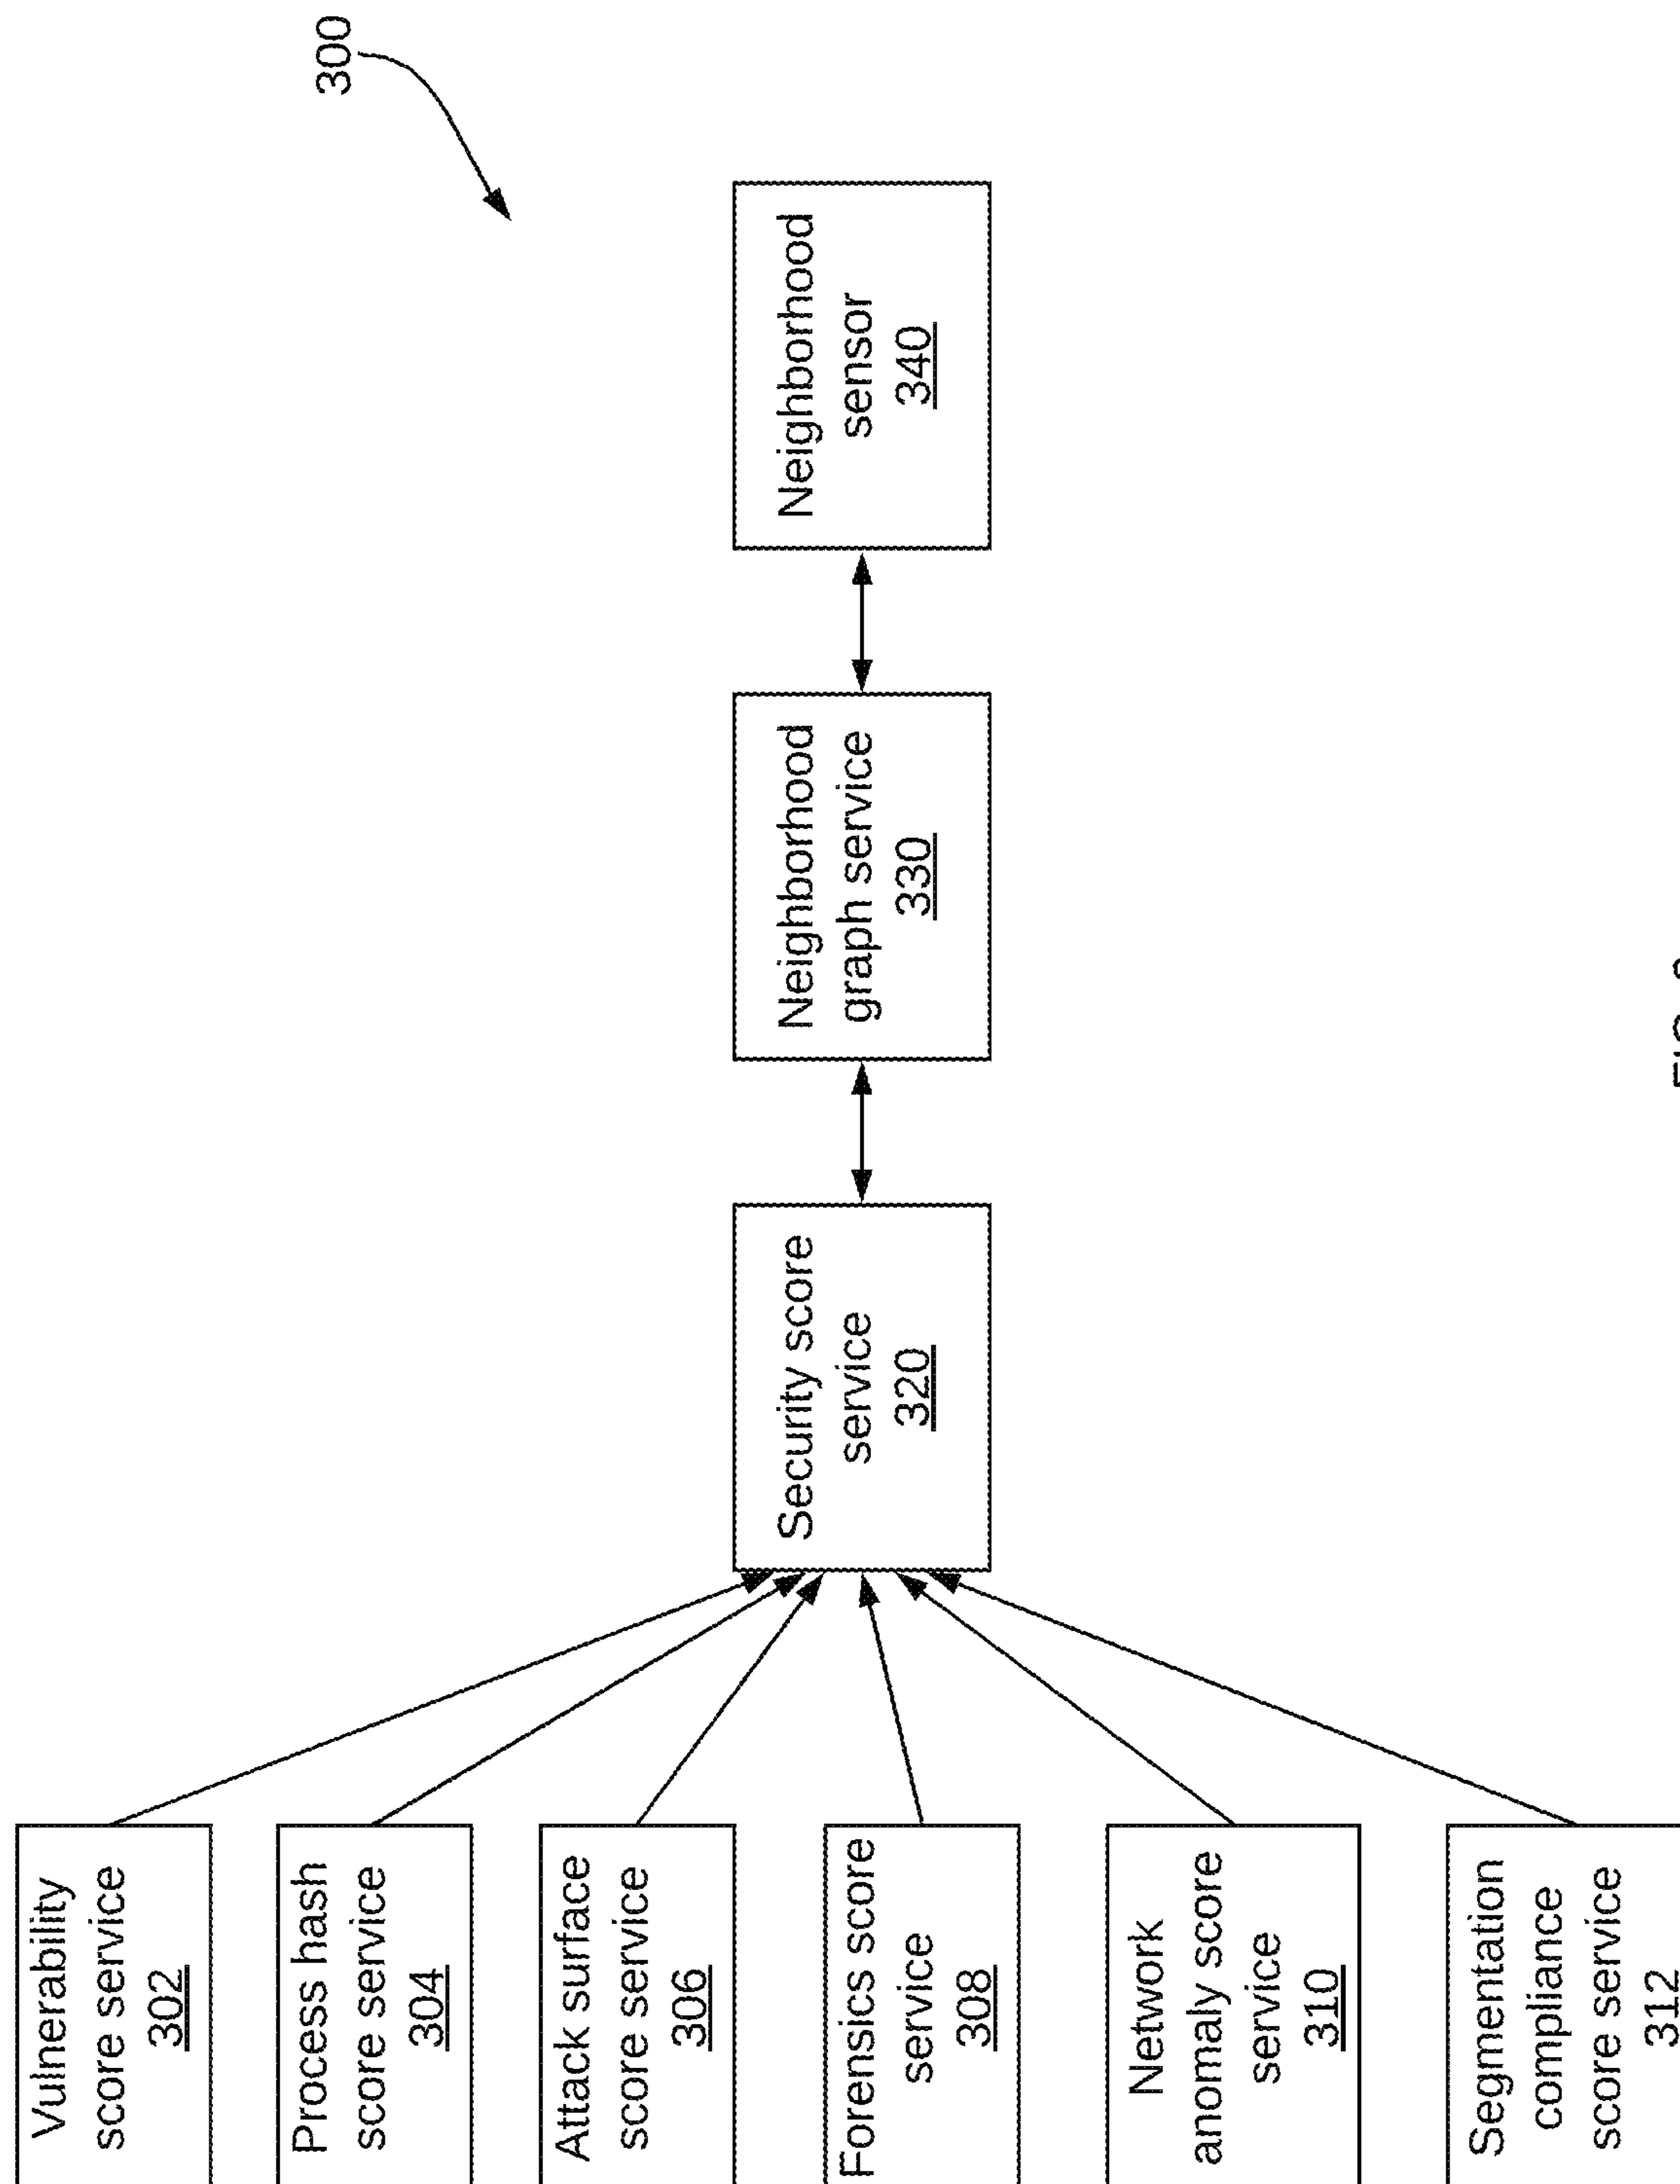 300
Vulnerability
score service
302
Process hash
score service
304
Attack surface
score service
306
Forensics score
service
308
Network
anomaly score
service
310
Segmentation
compliance
score service
312
Security score
service
320
Neighborhood
graph service
330
Neighborhood
sensor
340